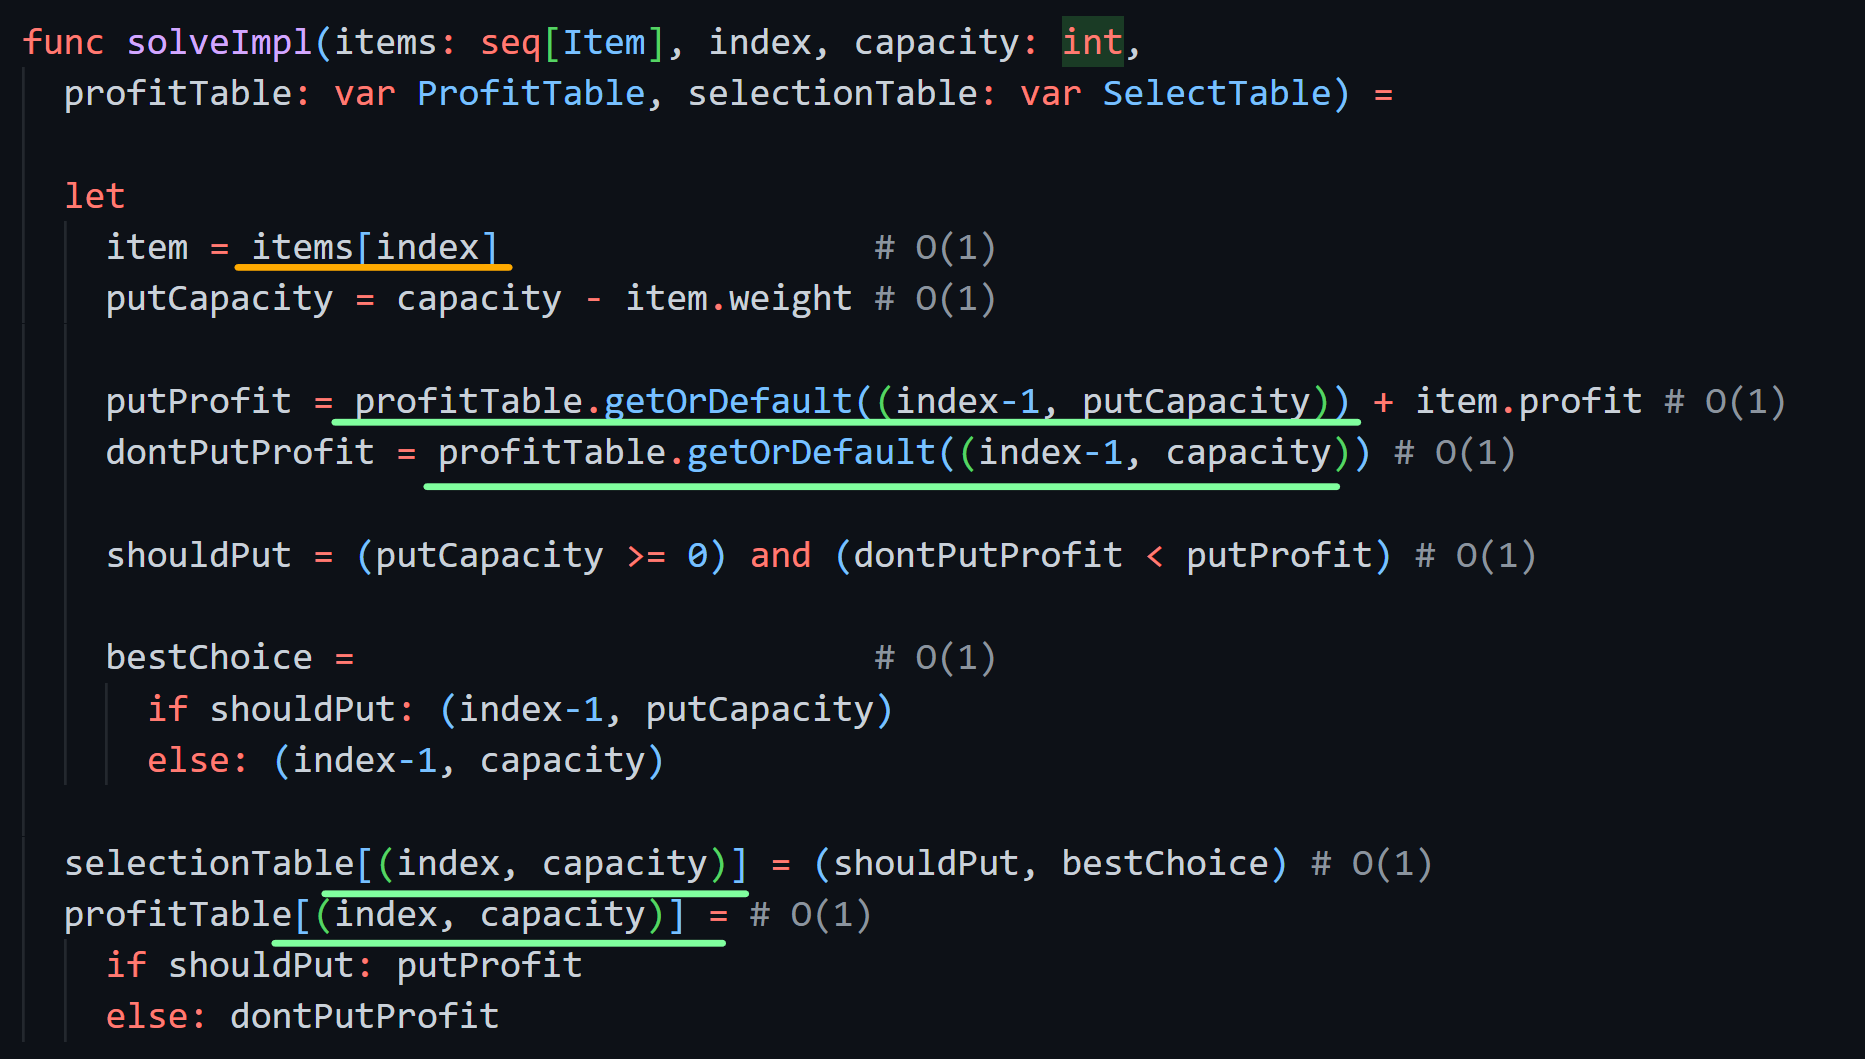 func solveImpl(items: seq[Item], index, capacity: int,
profitTable: var ProfitTable, selectionTable: var SelectTable) =
let
item = items[index] # O(1)
putCapacity = capacity - item.weight # O(1)
putProfit = profitTable.getOrDefault((index-1, putCapacity)) + item.profit # O(1)
dontPutProfit = profitTable.getOrDefault((index-1, capacity)) # O(1)
shouldPut = (putCapacity >= 0) and (dontPutProfit < putProfit) # O(1)
bestChoice = # O(1)
if shouldPut: (index-1, putCapacity)
else: (index-1, capacity)
selectionTable[(index, capacity)] = (shouldPut, bestChoice) # O(1)
profitTable[(index, capacity)] = # O(1)
if shouldPut: putProfit
else: dontPutProfit